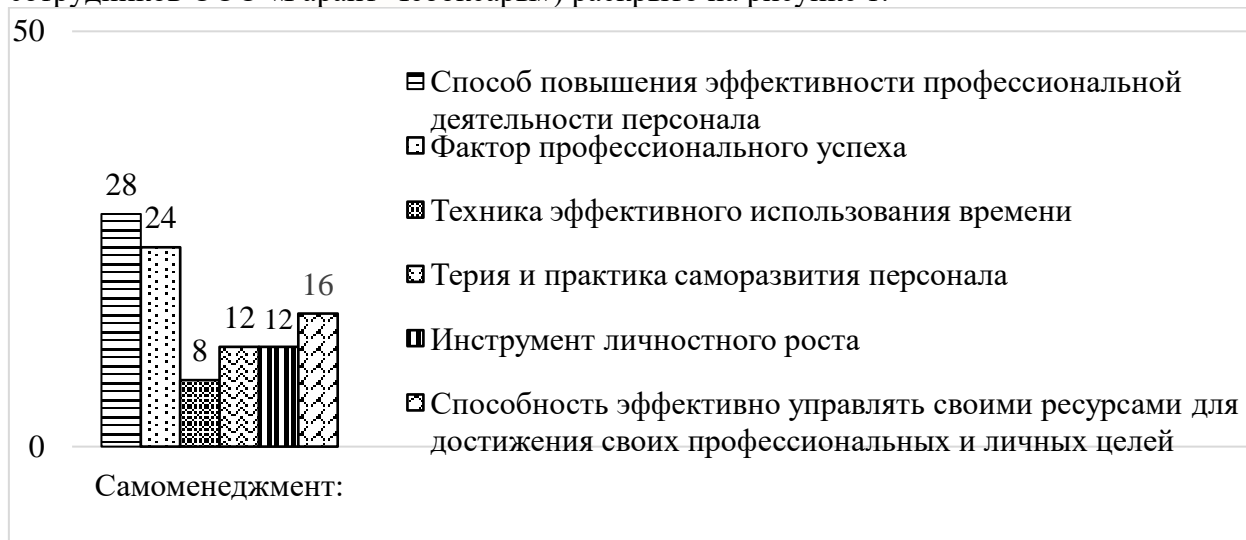 50
Способ повышения эффективности профессиональной
деятельности персонала
Фактор профессионального успеха
Техника эффективного использования времени
Терия и практика саморазвития персонала
Инструмент личностного роста
Способность эффективно управлять своими ресурсами для
достижения своих профессиональных и личных целей
28
24
8
12
12
16
0
Самоменеджмент: